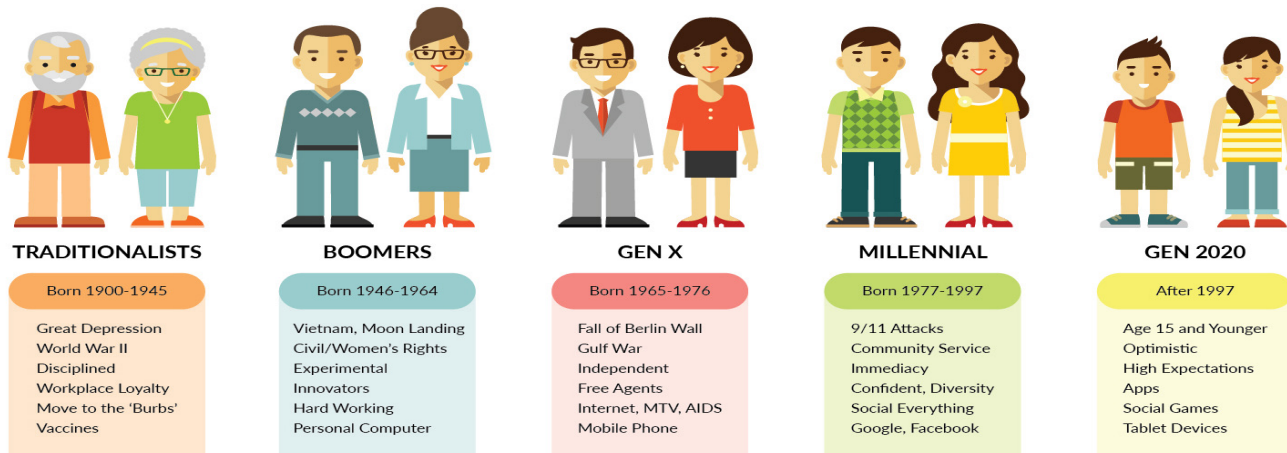 TRADITIONALISTS
Born 1900-1945
Great Depression
World War II
Disciplined
Workplace Loyalty
Move to the ‘Burbs’
Vaccines
BOOMERS
Born 1946-1964
Vietnam, Moon Landing
Civil/Women’s Rights
Experimental
Innovators
Hard Working
Personal Computer
GEN X
Born 1965-1976
Fall of Berlin Wall
Gulf War
Independent
Free Agents
Internet, MTV, AIDS
Mobile Phone
MILLENNIAL
Born 1977-1997
9/11 Attacks
Community Service
Immediacy
Confident, Diversity
Social Everything
Google, Facebook
GEN 2020
After 1997
Age 15 and Younger
Optimistic
High Expectations
Apps
Social Games
Tablet Devices